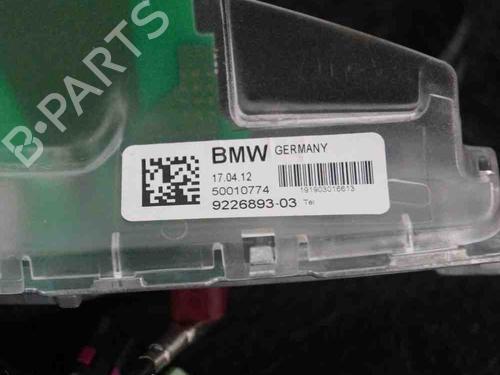 BMW GERMANY
17.04.12
50010774
191903016613
9226893-03 Tel
B-PARTS